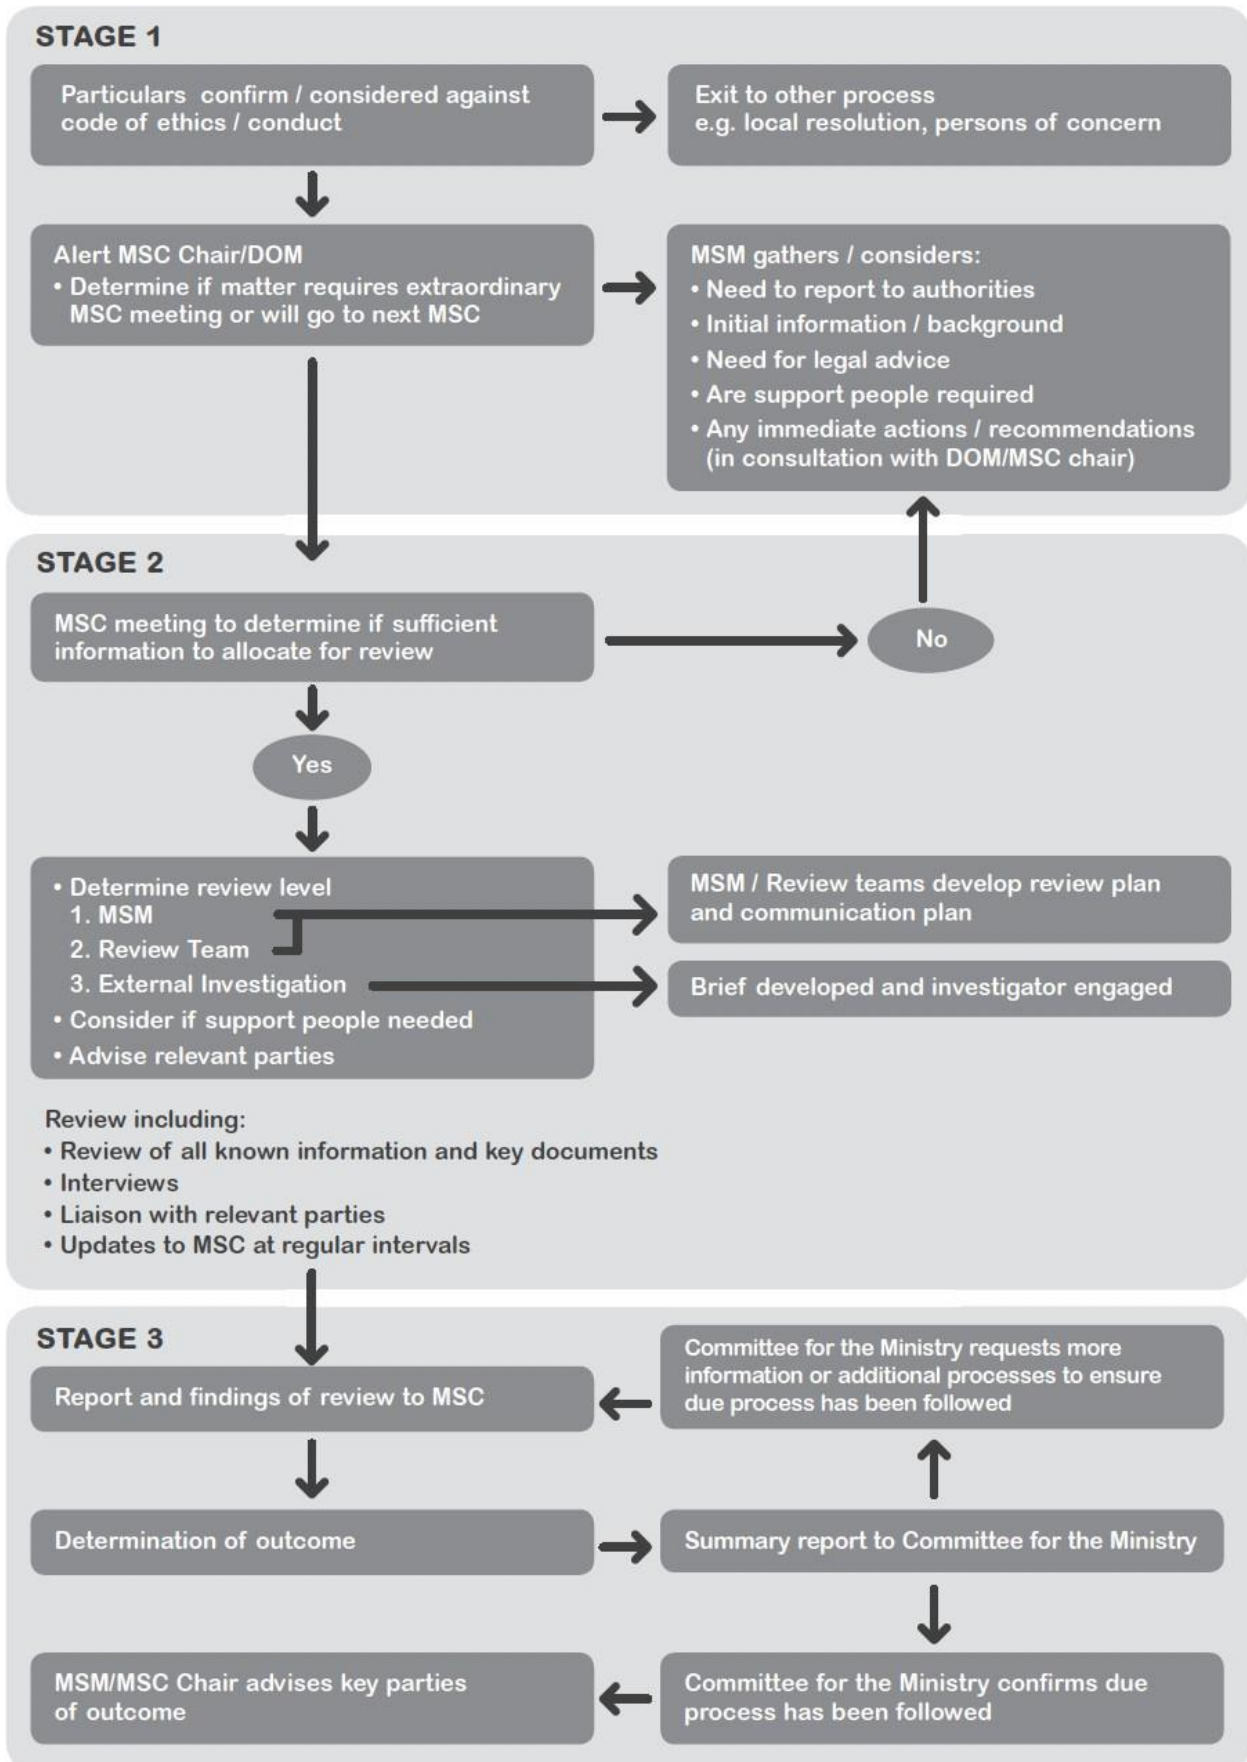 STAGE 1
Particulars confirm / considered against
code of ethics / conduct
Exit to other process
e.g. local resolution, persons of concern
Alert MSC Chair/DOM
• Determine if matter requires extraordinary
MSC meeting or will go to next MSC
MSM gathers / considers:
• Need to report to authorities
• Initial information / background
• Need for legal advice
• Are support people required
• Any immediate actions / recommendations
(in consultation with DOM/MSC chair)
STAGE 2
MSC meeting to determine if sufficient
information to allocate for review
No
Yes
• Determine review level
1. MSM
2. Review Team
3. External Investigation
• Consider if support people needed
• Advise relevant parties
MSM / Review teams develop review plan
and communication plan
Brief developed and investigator engaged
Review including:
• Review of all known information and key documents
• Interviews
• Liaison with relevant parties
• Updates to MSC at regular intervals
STAGE 3
Report and findings of review to MSC
Committee for the Ministry requests more
information or additional processes to ensure
due process has been followed
Determination of outcome
Summary report to Committee for the Ministry
MSM/MSC Chair advises key parties
of outcome
Committee for the Ministry confirms due
process has been followed